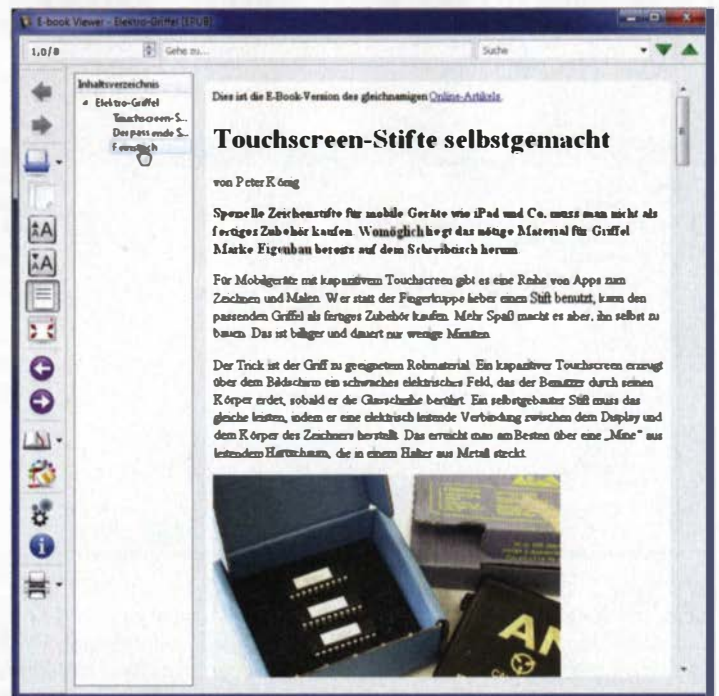 E-book Viewer - Elektro-Griffel [EPUB]
1,0/8
Gehe zu...
Suche
Inhaltsverzeichnis
Elektro-Griffel
Touchscreen-S...
Der passende S...
Feinstrich
Dies ist die E-Book-Version des gleichnamigen Online-Artikels.
Touchscreen-Stifte selbstgemacht
von Peter König
Spezielle Zeichenstifte für mobile Geräte wie iPad und Co. muss man nicht als
fertiges Zubehör kaufen. Womöglich liegt das nötige Material für Griffel
Marke Eigenbau bereits auf dem Schreibtisch herum.
Für Mobilgeräte mit kapazitivem Touchscreen gibt es eine Reihe von Apps zum
Zeichnen und Malen. Wer statt der Fingerkuppe lieber einen Stift benutzt, kann den
passenden Griffel als fertiges Zubehör kaufen. Mehr Spaß macht es aber, ihn selbst zu
bauen. Das ist billiger und dauert nur wenige Minuten.
Der Trick ist der Griff zu geeignetem Rohmaterial. Ein kapazitiver Touchscreen erzeugt
über dem Bildschirm ein schwaches elektrisches Feld, das der Benutzer durch seinen
Körper erdet, sobald er die Glasscheibe berührt. Ein selbstgebauter Stift muss das
gleiche leisten, indem er eine elektrisch leitende Verbindung zwischen dem Display und
dem Körper des Zeichners herstellt. Das erreicht man am Besten über eine „Mine“ aus
leitendem Hartschaum, die in einem Halter aus Metall steckt.